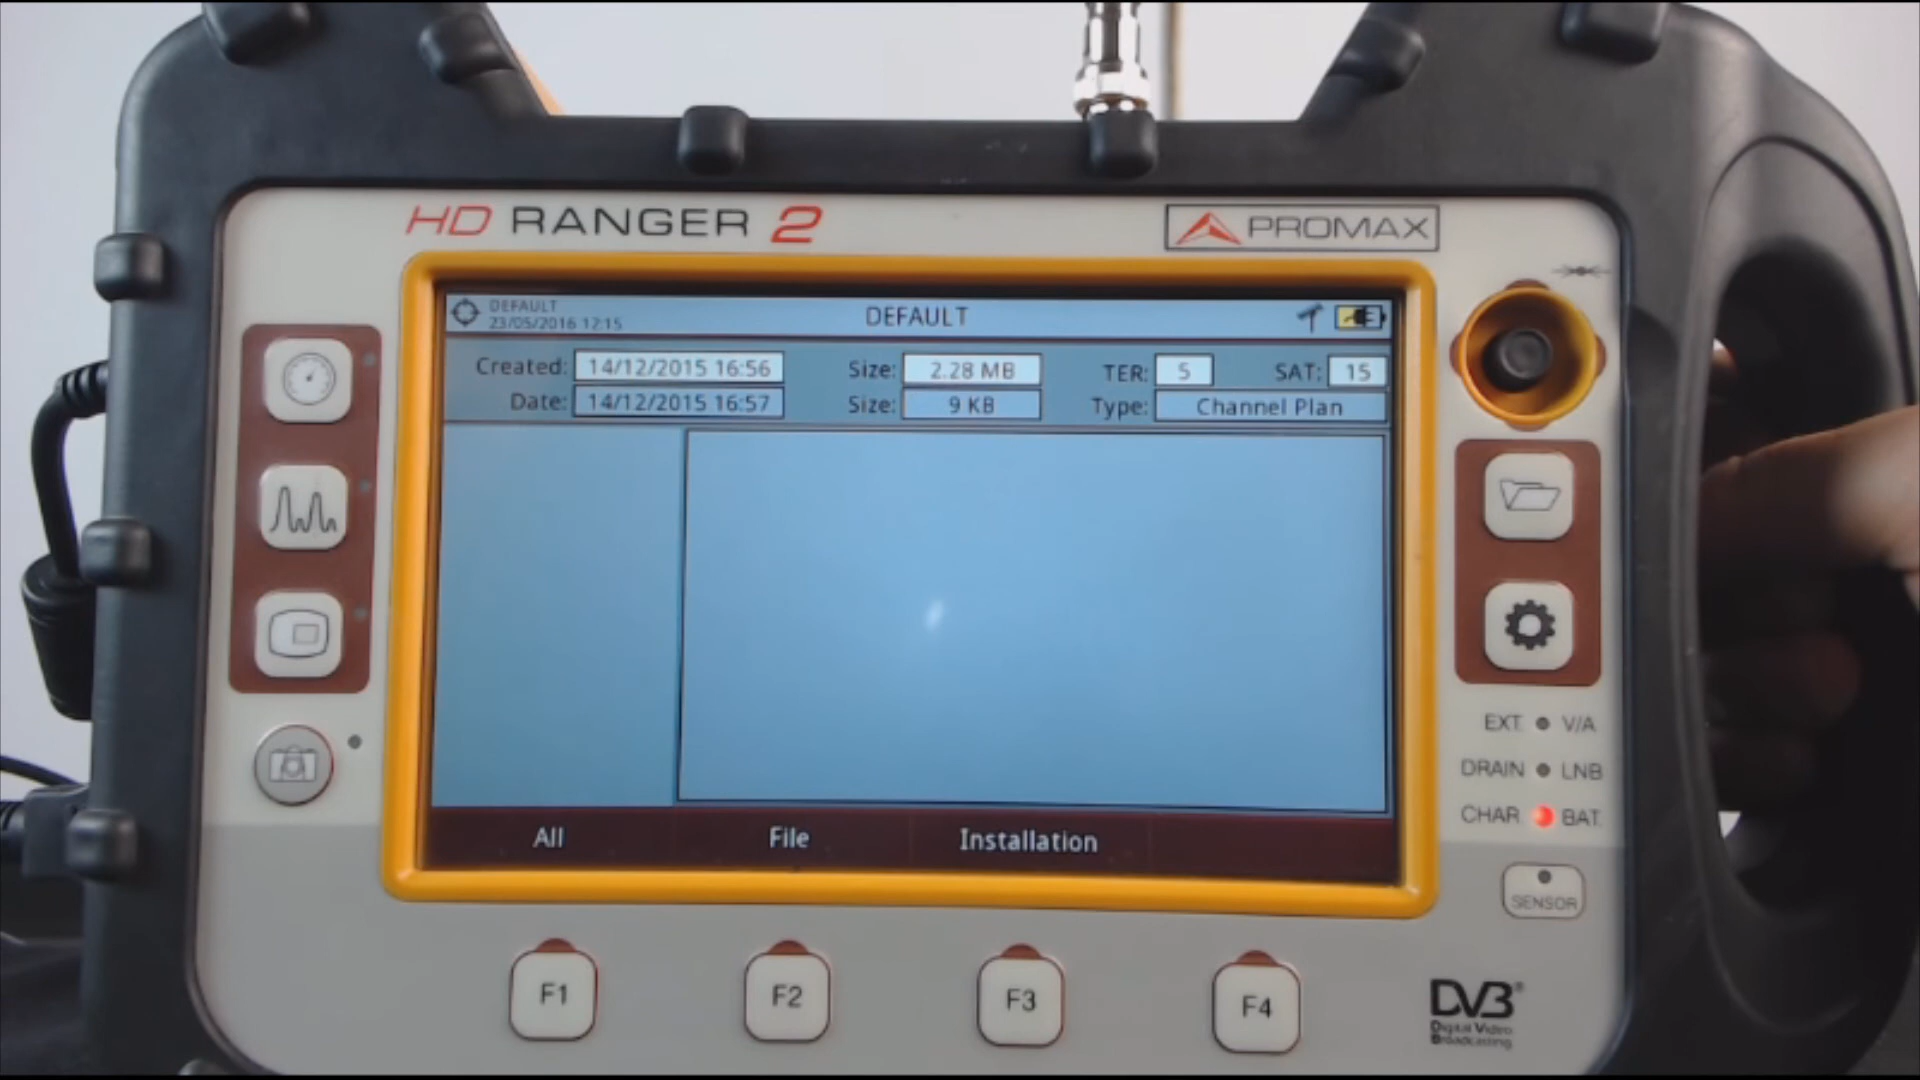 HD RANGER 2
PROMAX
DEFAULT
23/05/2016 12:15
DEFAULT
Created: 14/12/2015 16:56 Size: 2.28 MB TER: 5 SAT: 15
Date: 14/12/2015 16:57 Size: 9 KB Type: Channel Plan
All File Installation
EXT. V/A
DRAIN LNB
CHAR BAT.
SENSOR
F1 F2 F3 F4
DVB®
Digital Video
Broadcasting